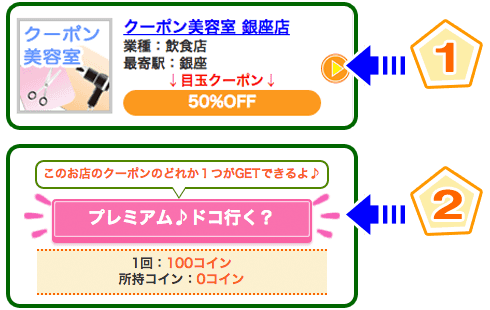 クーポン
美容室
クーポン美容室 銀座店
業種：飲食店
最寄駅：銀座
↓目玉クーポン↓
50%OFF
1
このお店のクーポンのどれか１つがGETできるよ♪
プレミアム♪ドコ行く？
2
1回：100コイン
所持コイン：0コイン